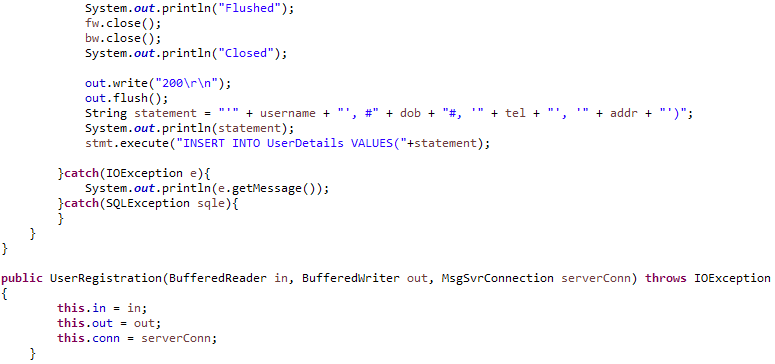 System.out.println("Flushed");
fw.close();
bw.close();
System.out.println("Closed");
out.write("200\r\n");
out.flush();
String statement = "'" + username + "', #" + dob + "#, '" + tel + "', '" + addr + "')";
System.out.println(statement);
stmt.execute("INSERT INTO UserDetails VALUES("+statement);
}catch(IOException e){
System.out.println(e.getMessage());
}catch(SQLException sqle){
}
}
}
public UserRegistration(BufferedReader in, BufferedWriter out, MsgSvrConnection serverConn) throws IOException
{
this.in = in;
this.out = out;
this.conn = serverConn;
}